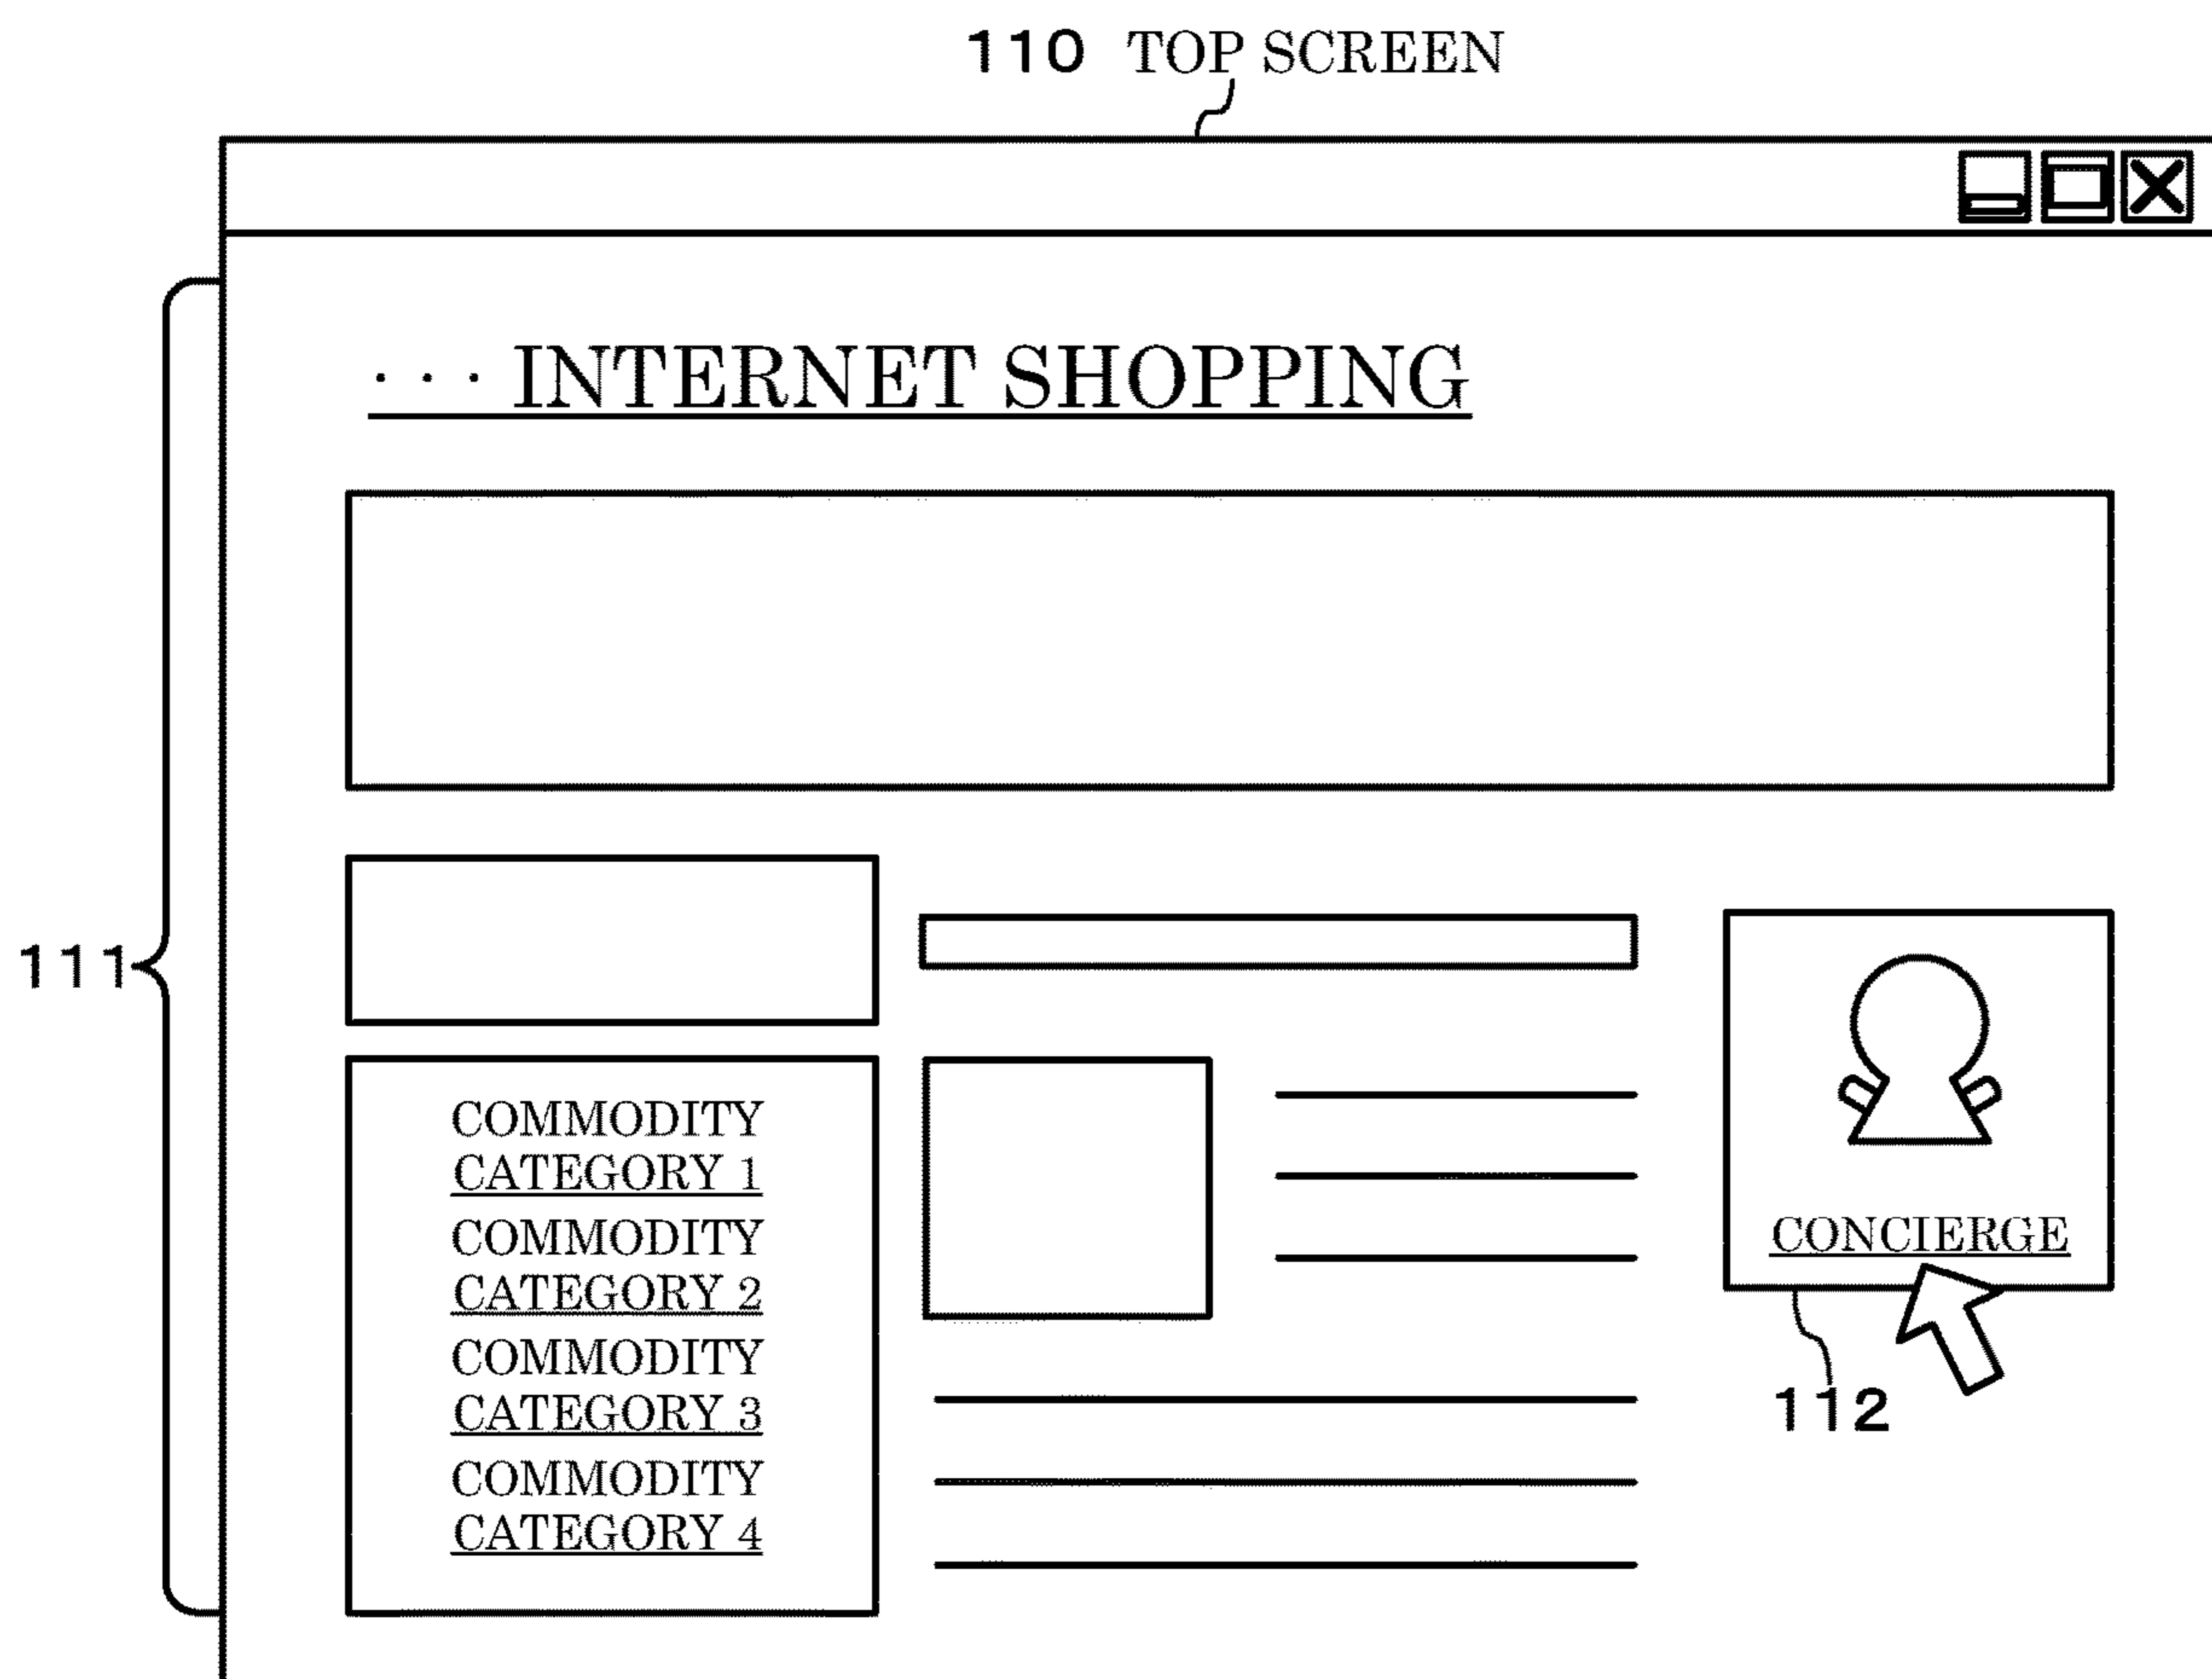 110 TOP SCREEN
· · · INTERNET SHOPPING
111
COMMODITY
CATEGORY 1
COMMODITY
CATEGORY 2
COMMODITY
CATEGORY 3
COMMODITY
CATEGORY 4
CONCIERGE
112